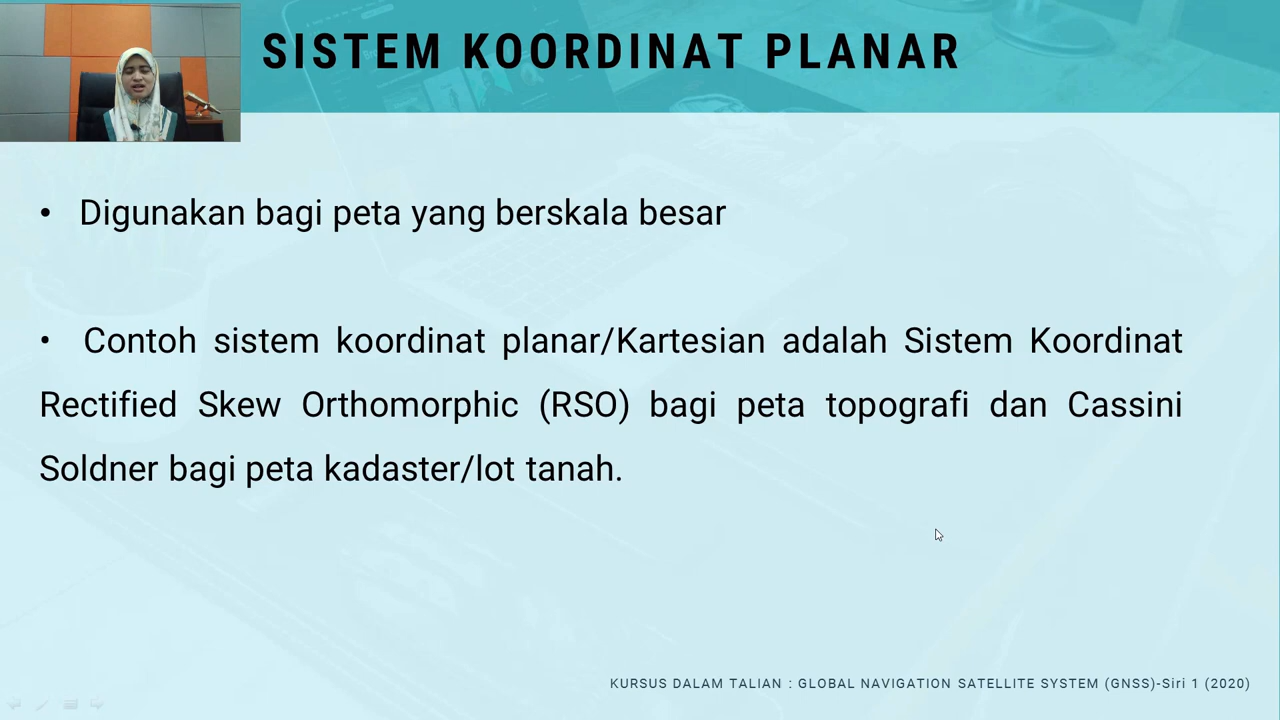 SISTEM KOORDINAT PLANAR
• Digunakan bagi peta yang berskala besar
• Contoh sistem koordinat planar/Kartesian adalah Sistem Koordinat
Rectified Skew Orthomorphic (RSO) bagi peta topografi dan Cassini
Soldner bagi peta kadaster/lot tanah.
KURSUS DALAM TALIAN : GLOBAL NAVIGATION SATELLITE SYSTEM (GNSS)-Siri 1 (2020)